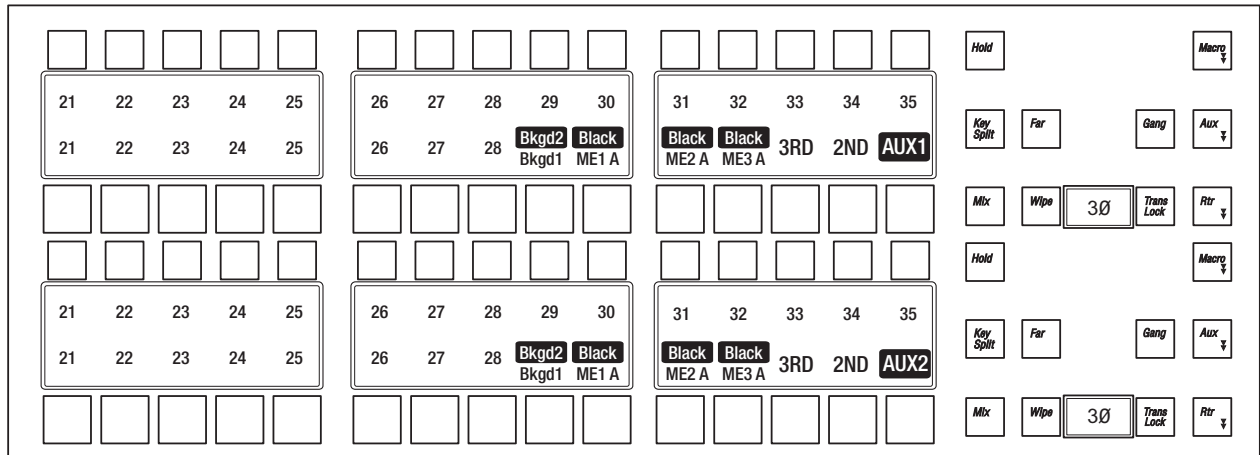 Hold Macro
21 22 23 24 25 26 27 28 29 30 31 32 33 34 35
Key Split Far Gang Aux
21 22 23 24 25 26 27 28 Bkgd2 Black Black Black 3RD 2ND AUX1
Bkgd1 ME1 A ME2 A ME3 A
Mix Wipe 3Ø Trans Lock Rtr
Hold Macro
21 22 23 24 25 26 27 28 29 30 31 32 33 34 35
Key Split Far Gang Aux
21 22 23 24 25 26 27 28 Bkgd2 Black Black Black 3RD 2ND AUX2
Bkgd1 ME1 A ME2 A ME3 A
Mix Wipe 3Ø Trans Lock Rtr